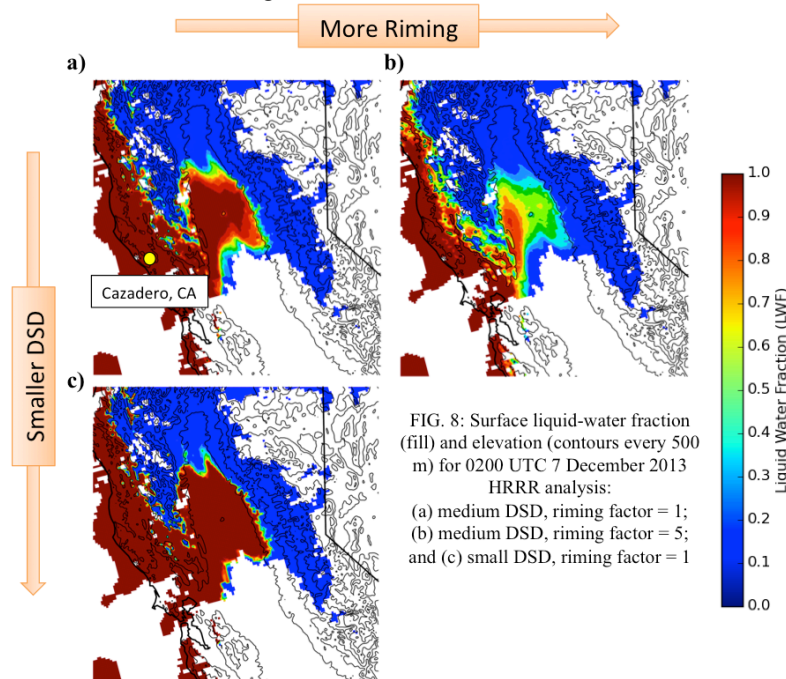 More Riming
a)
b)
Smaller DSD
Cazadero, CA
c)
FIG. 8: Surface liquid-water fraction
(fill) and elevation (contours every 500
m) for 0200 UTC 7 December 2013
HRRR analysis:
(a) medium DSD, riming factor = 1;
(b) medium DSD, riming factor = 5;
and (c) small DSD, riming factor = 1
1.0
0.9
0.8
0.7
0.6
0.5
0.4
0.3
0.2
0.1
0.0
Liquid Water Fraction (LWF)